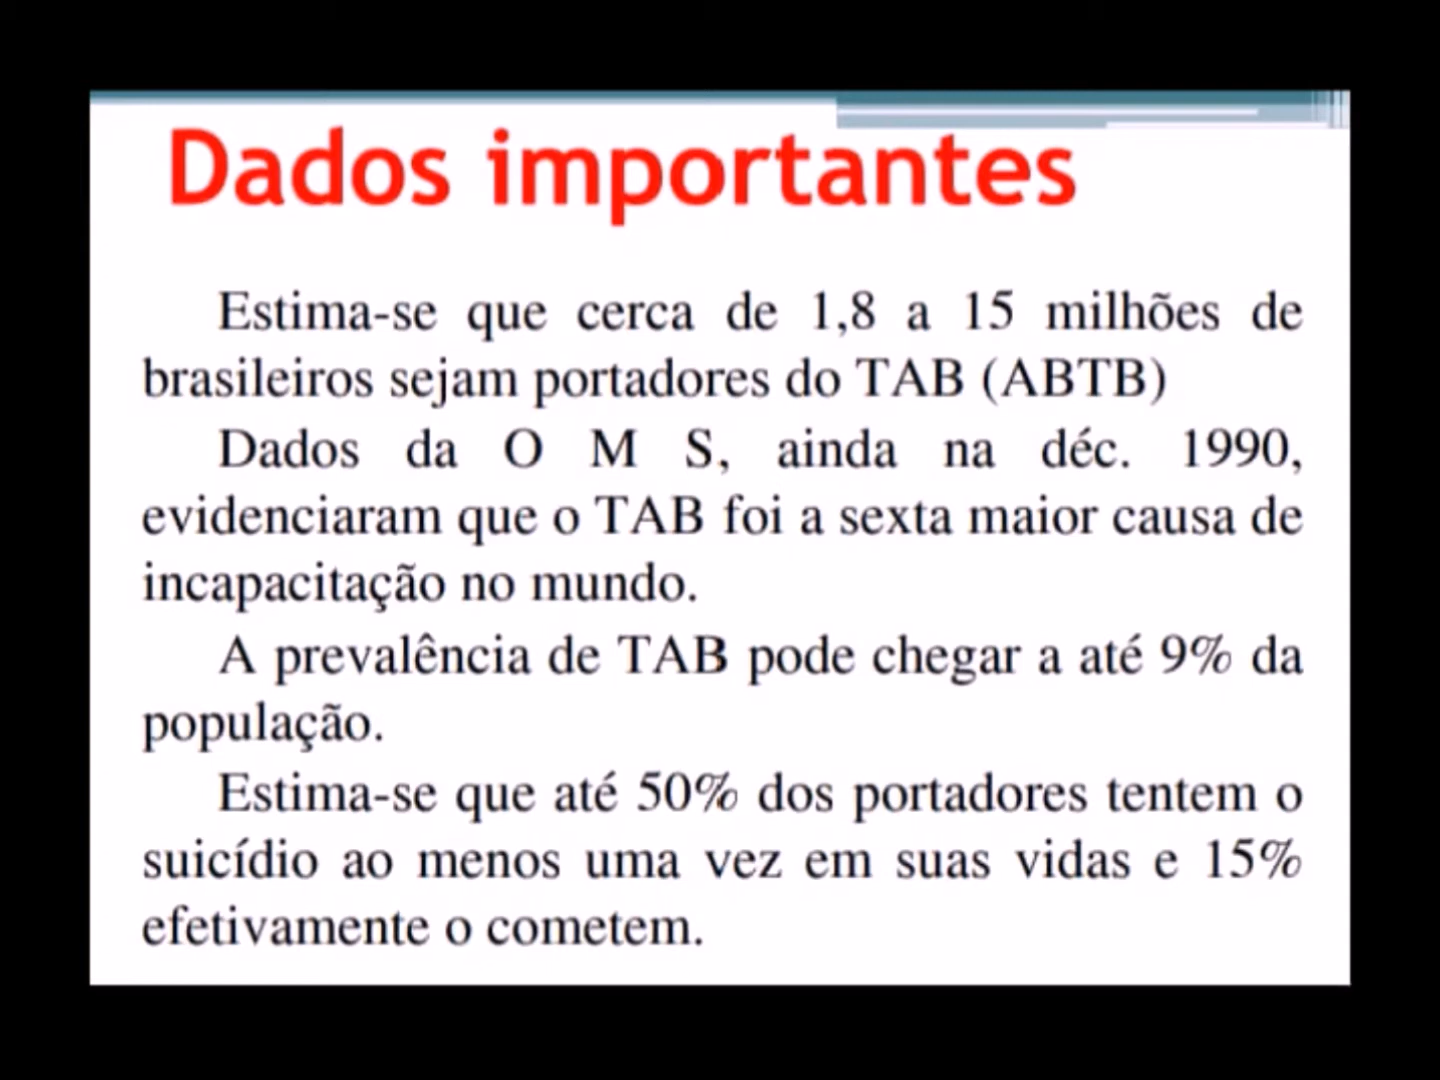 Dados importantes
Estima-se que cerca de 1,8 a 15 milhões de
brasileiros sejam portadores do TAB (ABTB)
Dados da O M S, ainda na déc. 1990,
evidenciaram que o TAB foi a sexta maior causa de
incapacitação no mundo.
A prevalência de TAB pode chegar a até 9% da
população.
Estima-se que até 50% dos portadores tentem o
suicídio ao menos uma vez em suas vidas e 15%
efetivamente o cometem.